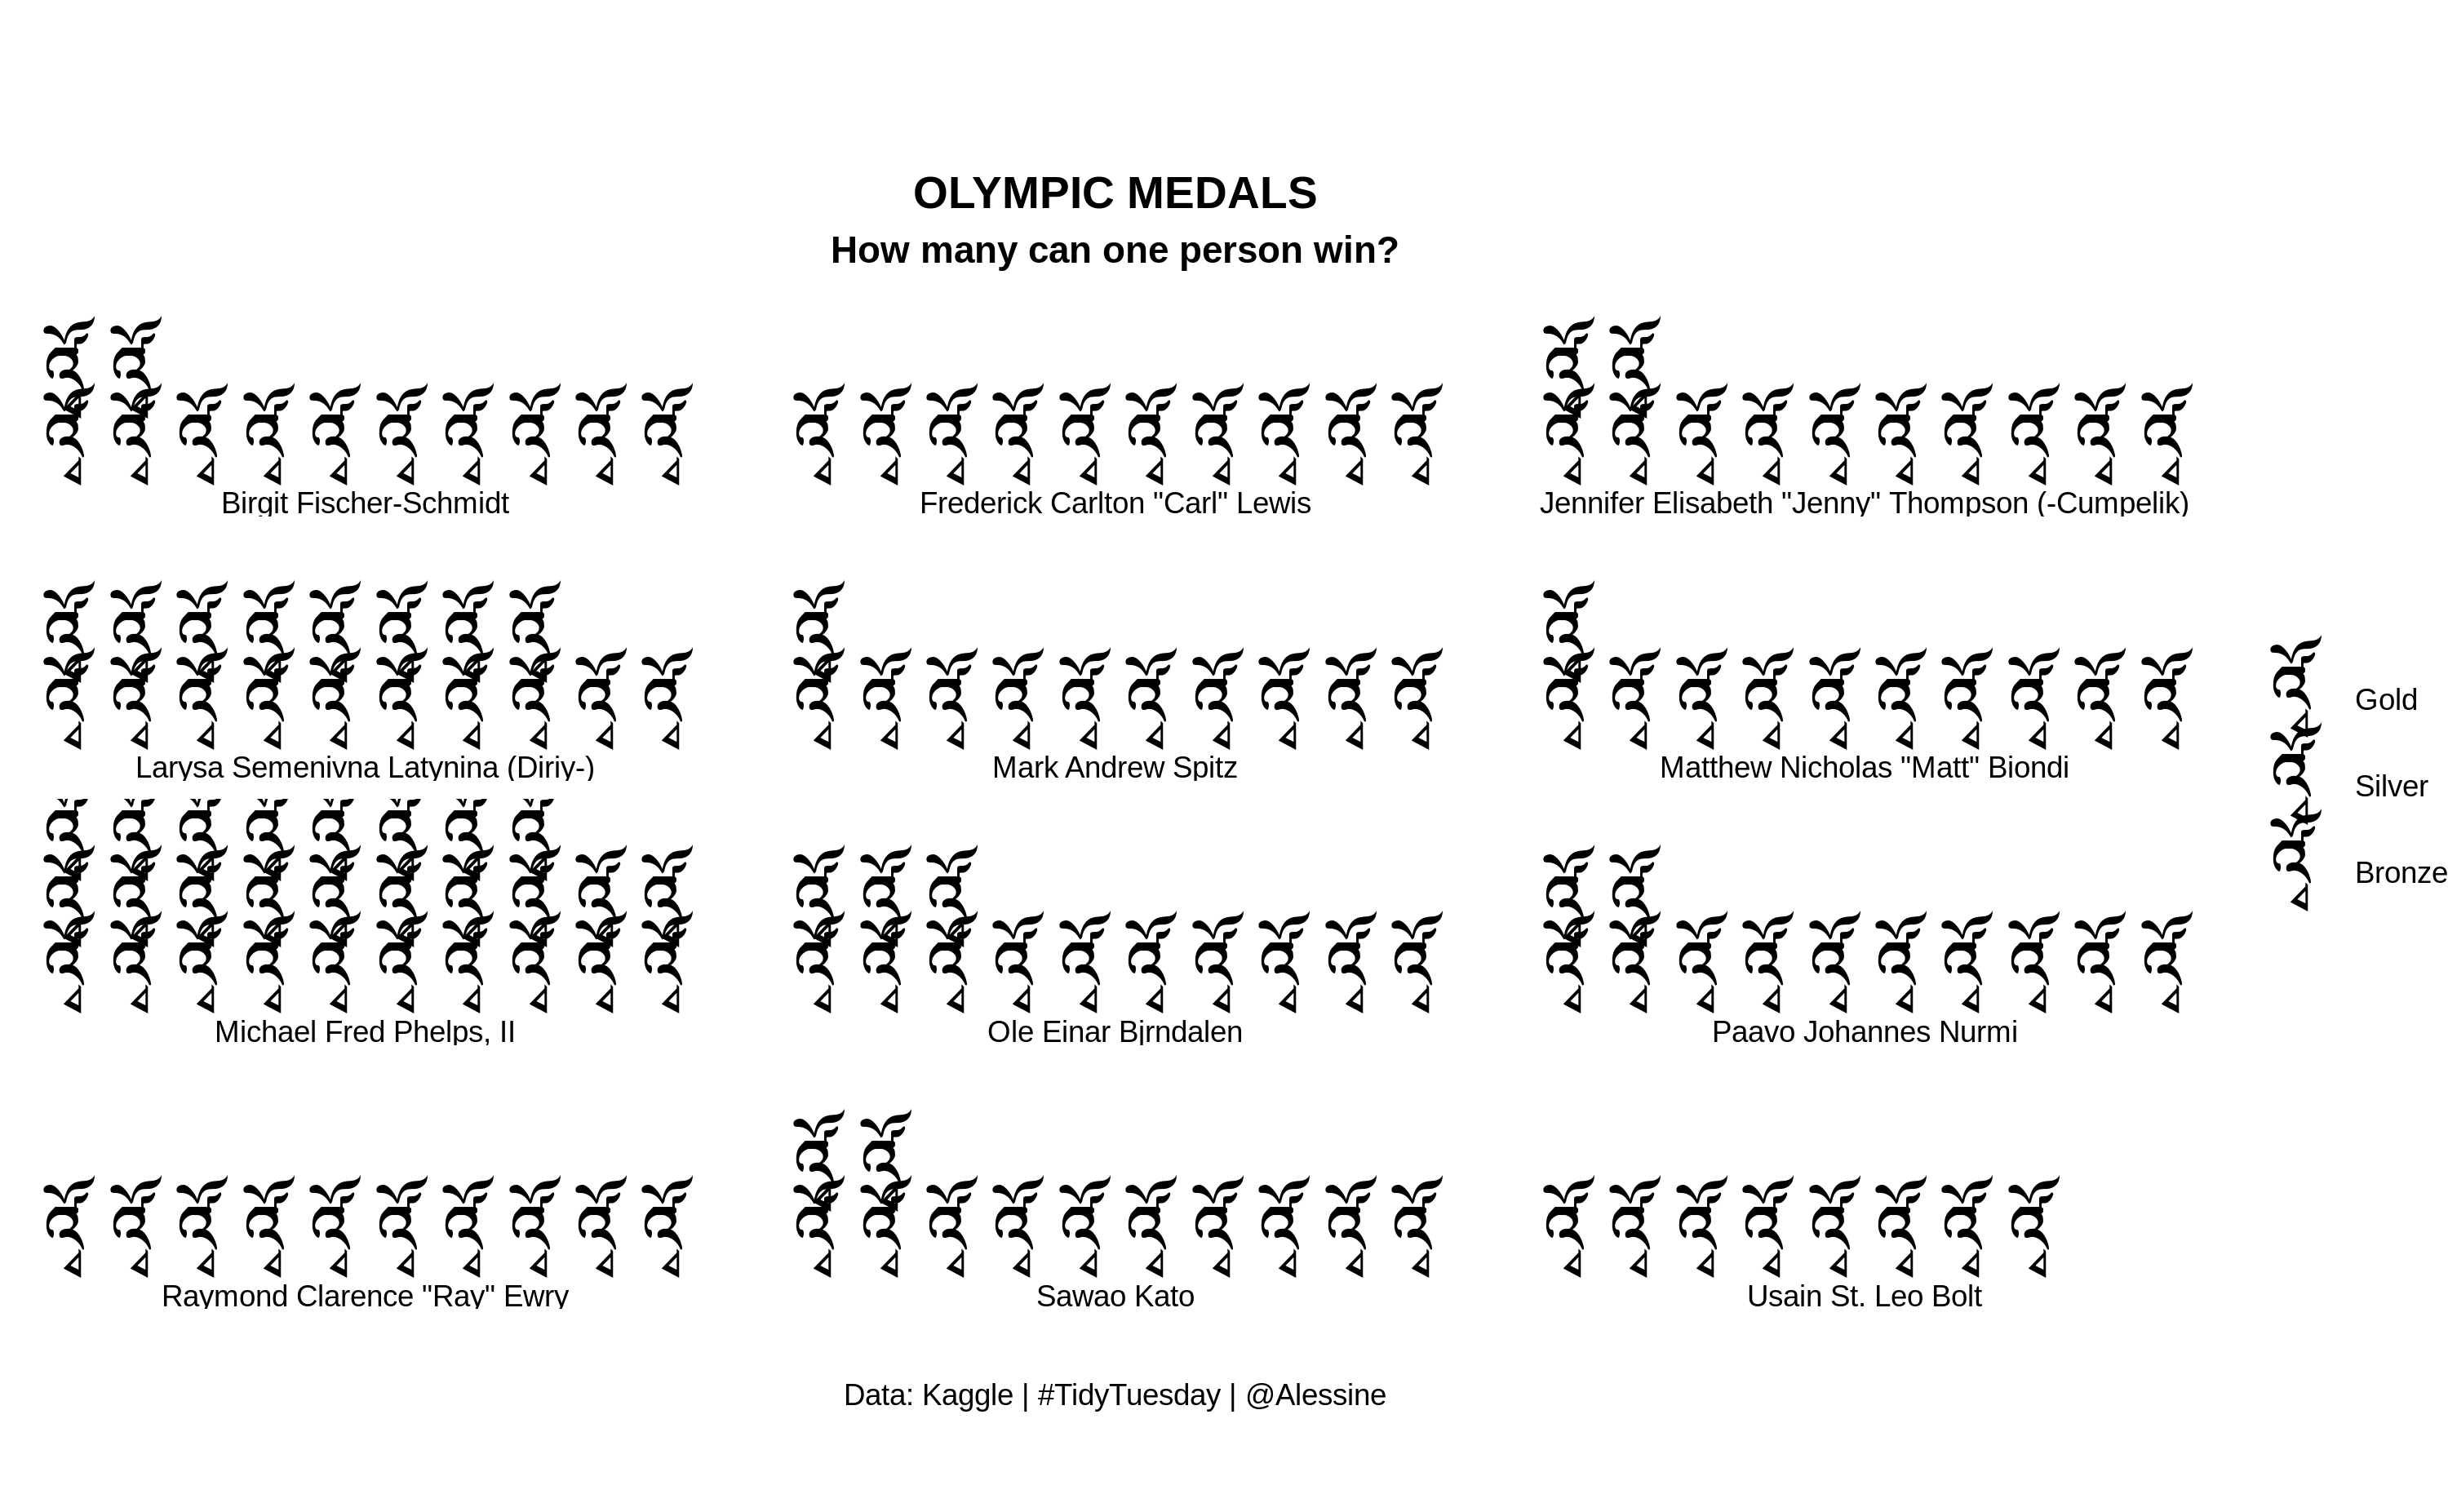 OLYMPIC MEDALS
How many can one person win?
Birgit Fischer-Schmidt
Frederick Carlton "Carl" Lewis
Jennifer Elisabeth "Jenny" Thompson (-Cumpelik)
Larysa Semenivna Latynina (Diriy-)
Mark Andrew Spitz
Matthew Nicholas "Matt" Biondi
Gold
Silver
Bronze
Michael Fred Phelps, II
Ole Einar Bjrndalen
Paavo Johannes Nurmi
Raymond Clarence "Ray" Ewry
Sawao Kato
Usain St. Leo Bolt
Data: Kaggle | #TidyTuesday | @Alessine